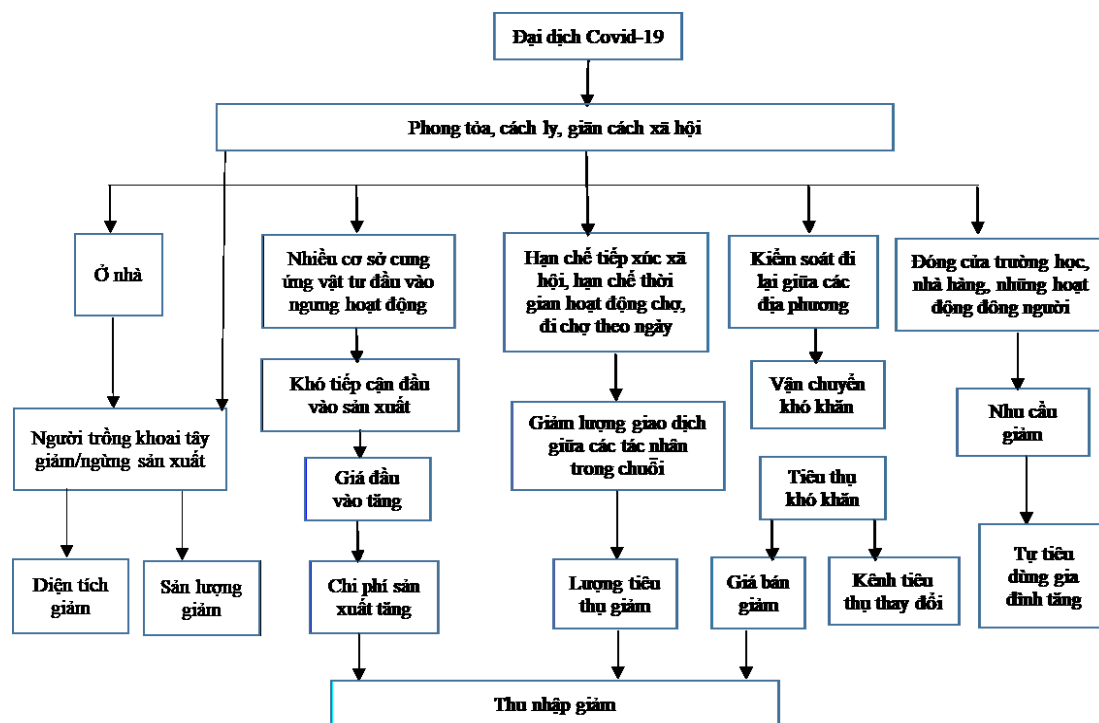 Đại dịch Covid-19
Phong tỏa, cách ly, giãn cách xã hội
Ở nhà
Nhiều cơ sở cung
ứng vật tư đầu vào
ngưng hoạt động
Hạn chế tiếp xúc xã
hội, hạn chế thời
gian hoạt động chợ,
đi chợ theo ngày
Kiểm soát đi
lại giữa các
địa phương
Đóng cửa trường học,
nhà hàng, những hoạt
động đông người
Khó tiếp cận đầu
vào sản xuất
Vận chuyển
khó khăn
Người trồng khoai tây
giảm/ngừng sản xuất
Giảm lượng giao dịch
giữa các tác nhân
trong chuỗi
Nhu cầu
giảm
Giá đầu
vào tăng
Tiêu thụ
khó khăn
Diện tích
giảm
Sản lượng
giảm
Chi phí sản
xuất tăng
Lượng tiêu
thụ giảm
Giá bán
giảm
Kênh tiêu
thụ thay đổi
Tự tiêu
dùng gia
đình tăng
Thu nhập giảm